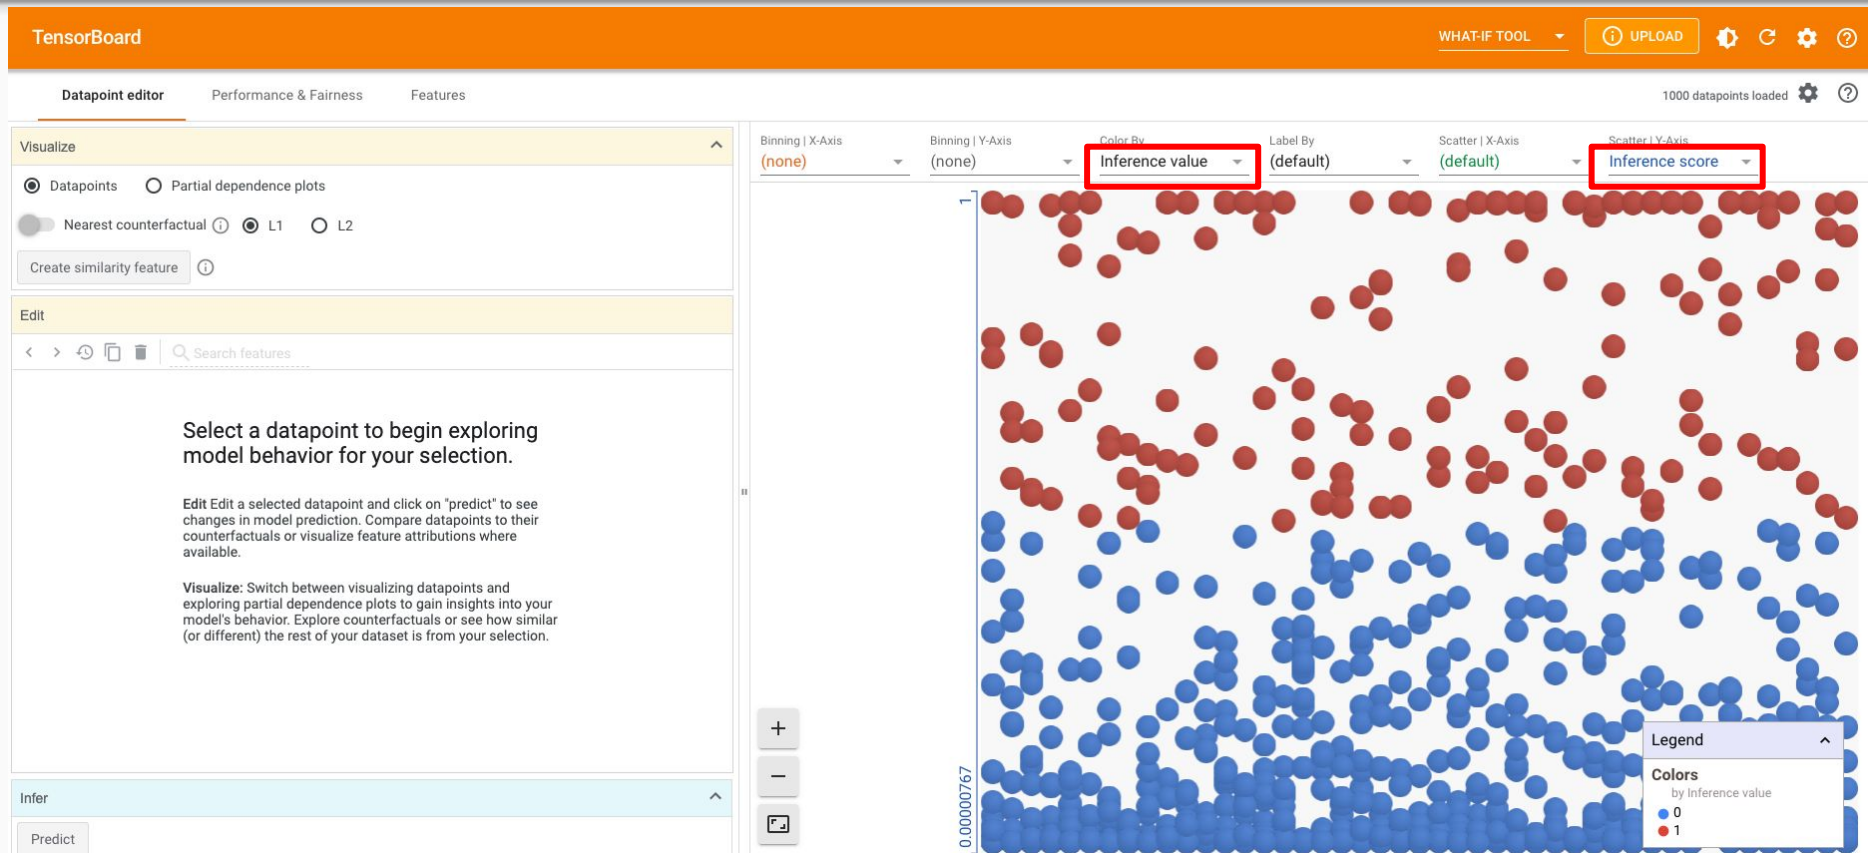 TensorBoard
WHAT-IF TOOL
UPLOAD
Datapoint editor
Performance & Fairness
Features
1000 datapoints loaded
Visualize
Datapoints
Partial dependence plots
Nearest counterfactual
L1
L2
Create similarity feature
Edit
Search features
Select a datapoint to begin exploring
model behavior for your selection.
Edit Edit a selected datapoint and click on "predict" to see
changes in model prediction. Compare datapoints to their
counterfactuals or visualize feature attributions where
available.
Visualize: Switch between visualizing datapoints and
exploring partial dependence plots to gain insights into your
model's behavior. Explore counterfactuals or see how similar
(or different) the rest of your dataset is from your selection.
Infer
Predict
Binning | X-Axis
(none)
Binning | Y-Axis
(none)
Color By
Inference value
Label By
(default)
Scatter | X-Axis
(default)
Scatter | Y-Axis
Inference score
1
0.00000767
Legend
Colors
by Inference value
0
1